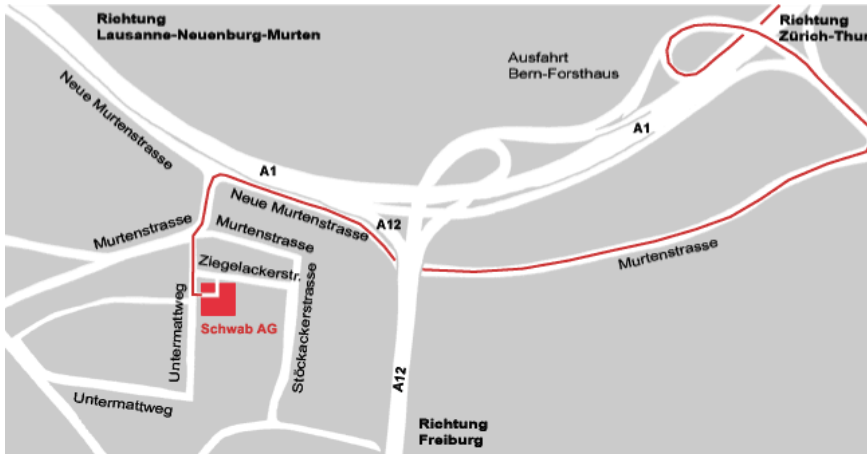 Richtung
Lausanne-Neuenburg-Murten
Richtung
Zürich-Thun
Ausfahrt
Bern-Forsthaus
Neue Murtenstrasse
A1
A1
Neue Murtenstrasse
A12
Murtenstrasse
Murtenstrasse
Murtenstrasse
Ziegelackerstr.
Schwab AG
Untermattweg
Stöckackerstrasse
A12
Untermattweg
Richtung
Freiburg